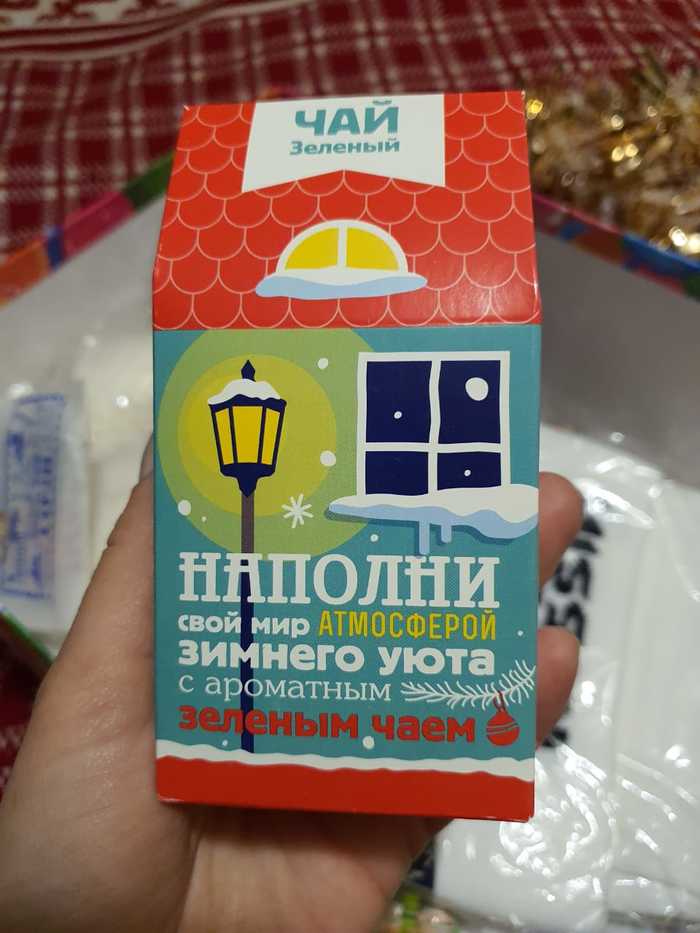 ЧАЙ
Зеленый
НАПОЛНИ
свой мир АТМОСФЕРОЙ
зимнего уюта
с ароматным
зеленым чаем